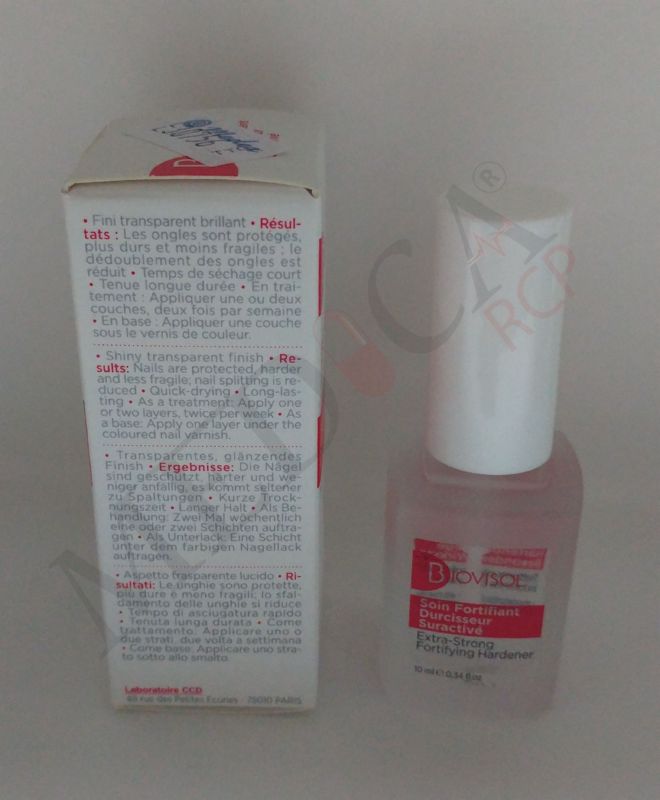 • Fini transparent brillant • Résul-
tats : Les ongles sont protégés,
plus durs et moins fragiles ; le
dédoublement des ongles est
réduit • Temps de séchage court
• Tenue longue durée • En trai-
tement : Appliquer une ou deux
couches, deux fois par semaine
• En base : Appliquer une couche
sous le vernis de couleur.
• Shiny transparent finish • Re-
sults: Nails are protected, harder
and less fragile; nail splitting is re-
duced • Quick-drying • Long-las-
ting • As a treatment: Apply one
or two layers, twice per week • As
a base: Apply one layer under the
coloured nail varnish.
• Transparentes, glänzendes
Finish • Ergebnisse: Die Nägel
sind geschützt, härter und we-
niger anfällig, es kommt seltener
zu Spaltungen • Kurze Trock-
nungszeit • Langer Halt • Als Be-
handlung: Zwei Mal wöchentlich
eine oder zwei Schichten auftra-
gen • Als Unterlack: Eine Schicht
unter dem farbigen Nagellack
auftragen.
• Aspetto trasparente lucido • Ri-
sultati: Le unghie sono protette,
più dure e meno fragili; lo sfal-
damento delle unghie si riduce
• Tempo di asciugatura rapido
• Tenuta lunga durata • Come
trattamento: Applicare uno o
due strati, due volta a settimana
• Come base: Applicare uno stra-
to sotto allo smalto.
Laboratoire CCD
48 rue des Petites Écuries - 75010 PARIS
BIOVISOL
Soin Fortifiant
Durcisseur
Suractivé
Extra-Strong
Fortifying Hardener
10 ml e 0.34 fl.oz
MEDICA®
RCP